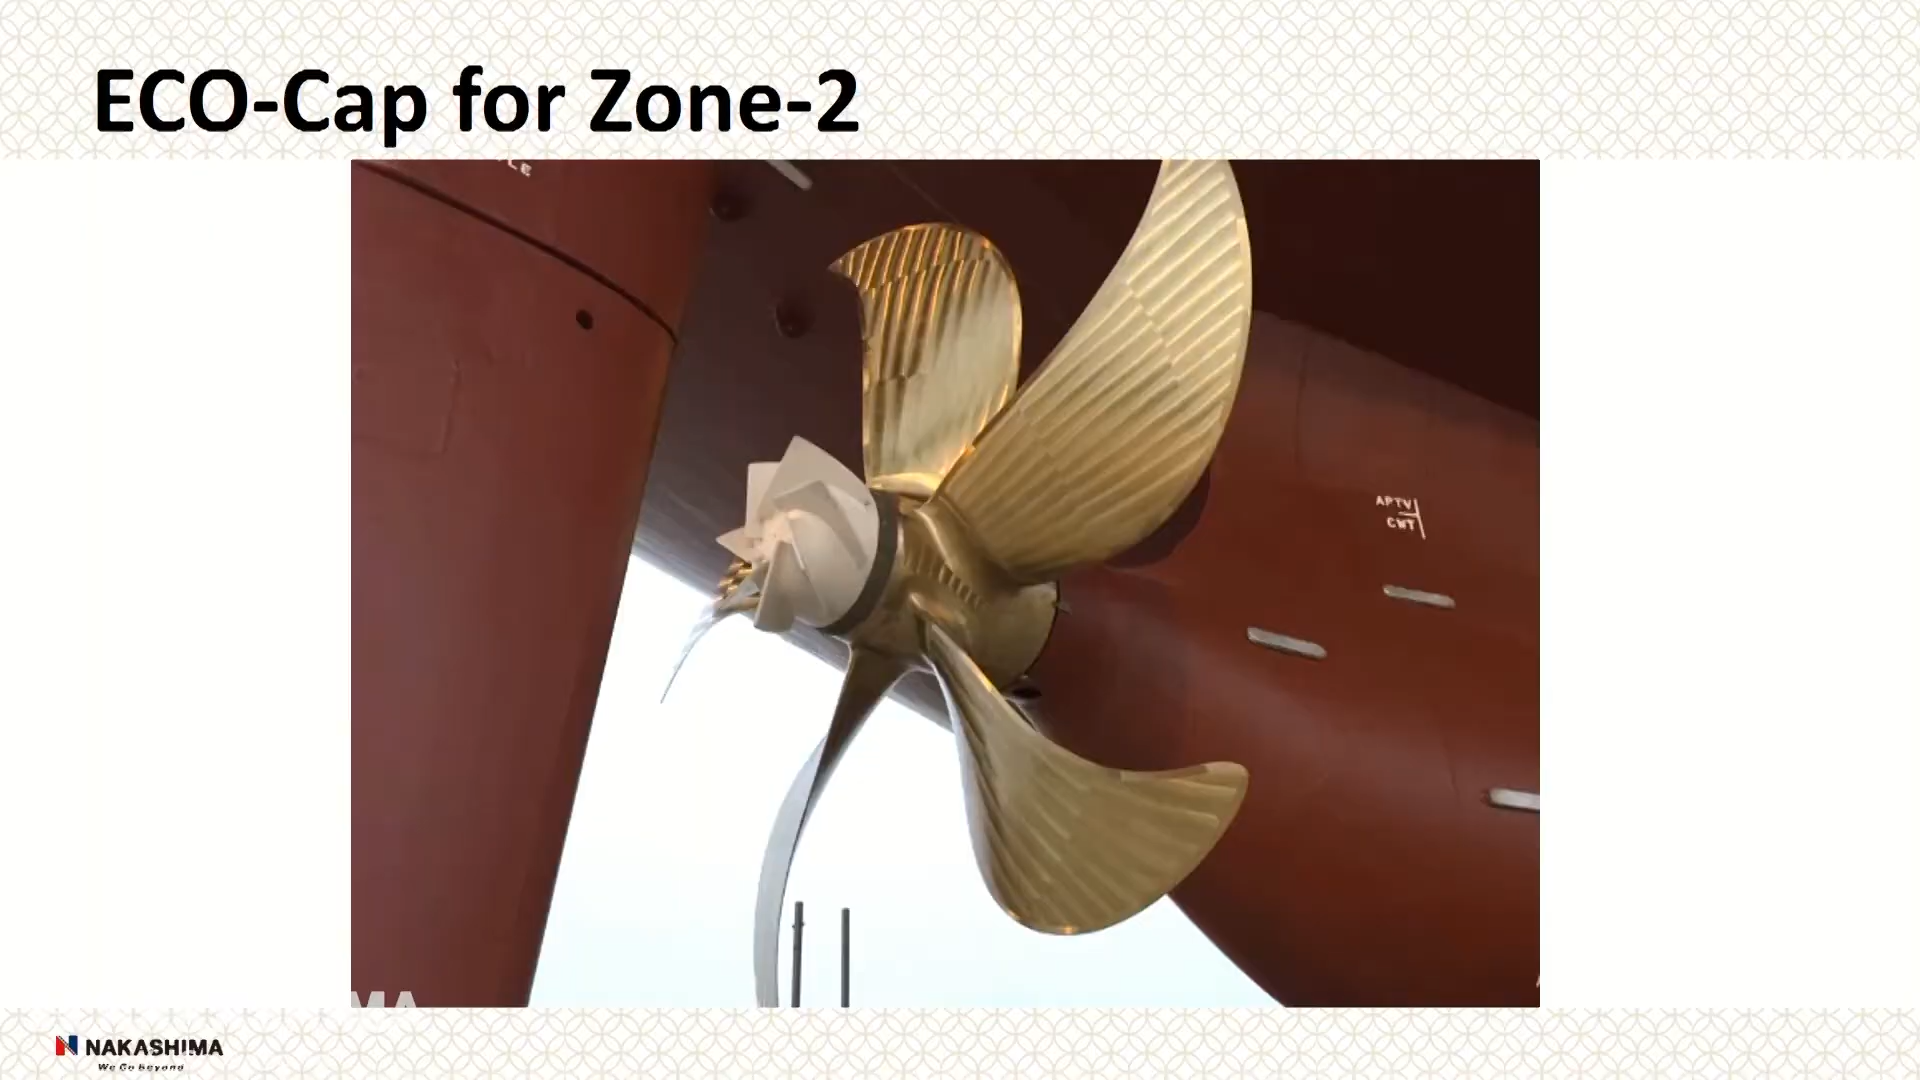 ECO-Cap for Zone-2
APTV
CWT
NAKASHIMA
We Go Beyond